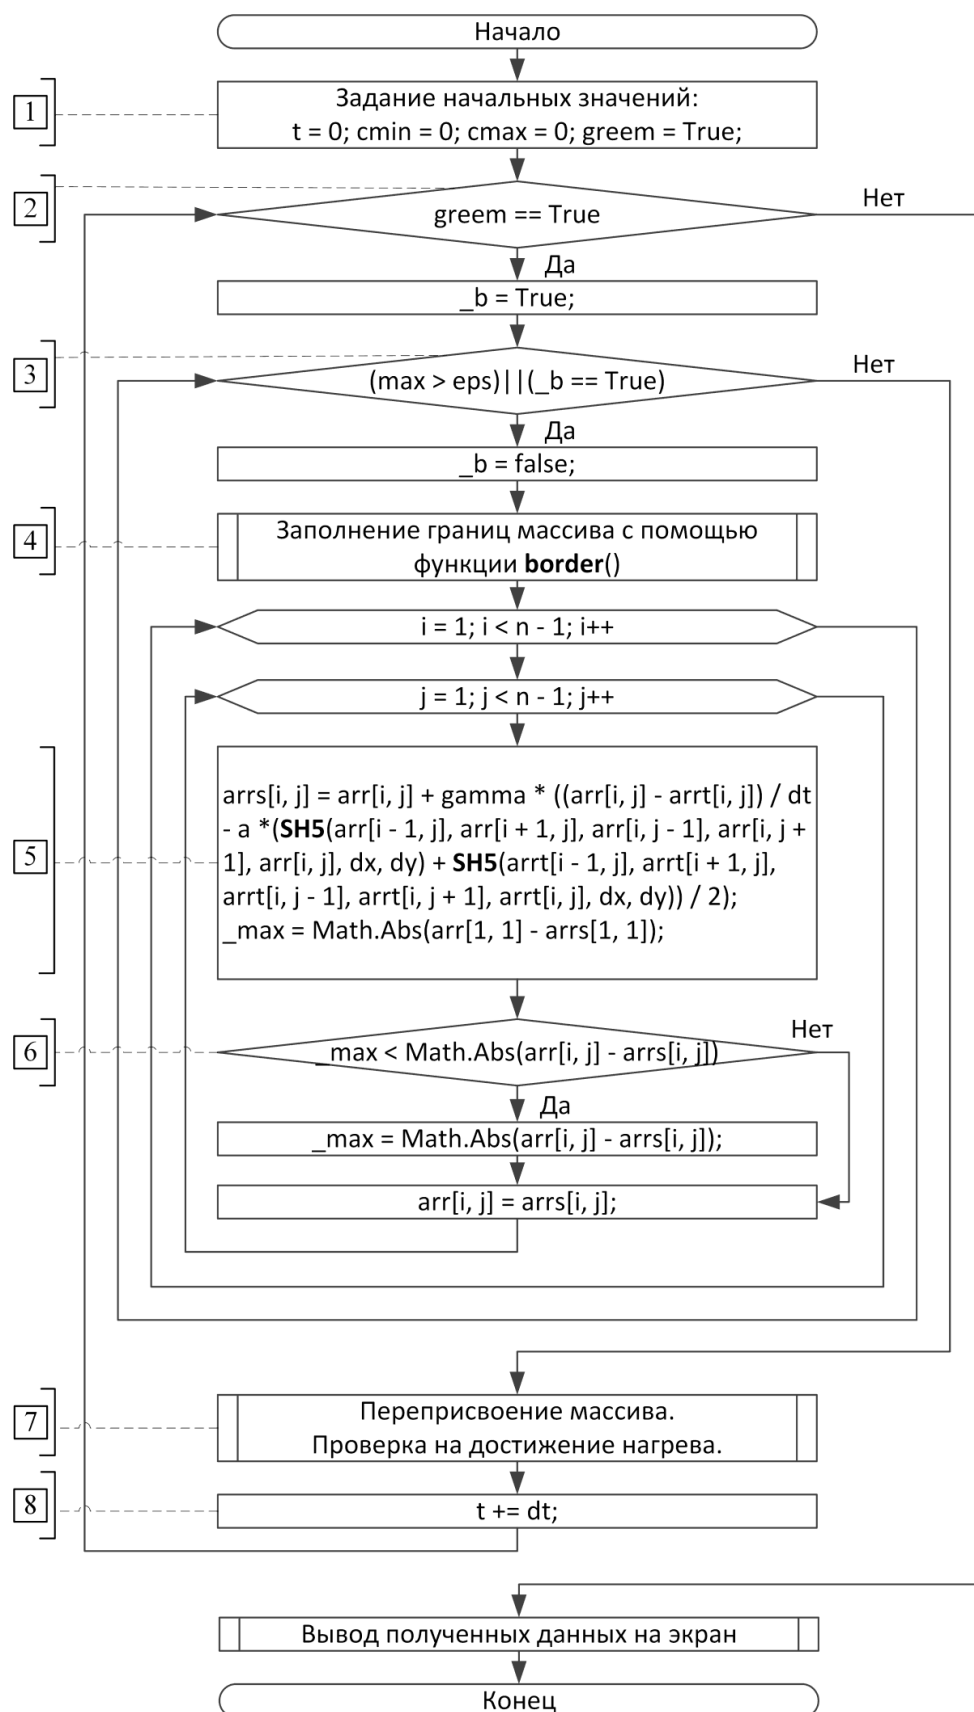 Начало
1
Задание начальных значений:
t = 0; cmin = 0; cmax = 0; greem = True;
2
greem == True
Нет
Да
_b = True;
3
(max > eps)||(_b == True)
Нет
Да
_b = false;
4
Заполнение границ массива с помощью
функции border()
i = 1; i < n - 1; i++
j = 1; j < n - 1; j++
5
arrs[i, j] = arr[i, j] + gamma * ((arr[i, j] - arrt[i, j]) / dt
- a *(SH5(arr[i - 1, j], arr[i + 1, j], arr[i, j - 1], arr[i, j +
1], arr[i, j], dx, dy) + SH5(arrt[i - 1, j], arrt[i + 1, j],
arrt[i, j - 1], arrt[i, j + 1], arrt[i, j], dx, dy)) / 2);
_max = Math.Abs(arr[1, 1] - arrs[1, 1]);
6
_max < Math.Abs(arr[i, j] - arrs[i, j])
Нет
Да
_max = Math.Abs(arr[i, j] - arrs[i, j]);
arr[i, j] = arrs[i, j];
7
Переприсвоение массива.
Проверка на достижение нагрева.
8
t += dt;
Вывод полученных данных на экран
Конец